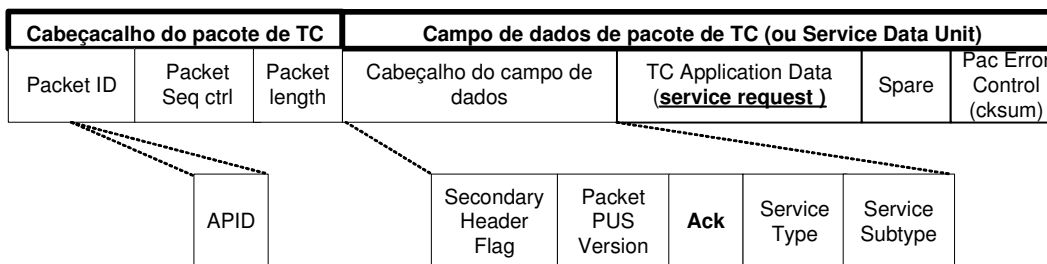 Cabeçacalho do pacote de TC
Campo de dados de pacote de TC (ou Service Data Unit)
Packet ID
Packet
Seq ctrl
Packet
length
Cabeçalho do campo de
dados
TC Application Data
(service request )
Spare
Pac Error
Control
(cksum)
APID
Secondary
Header
Flag
Packet
PUS
Version
Ack
Service
Type
Service
Subtype